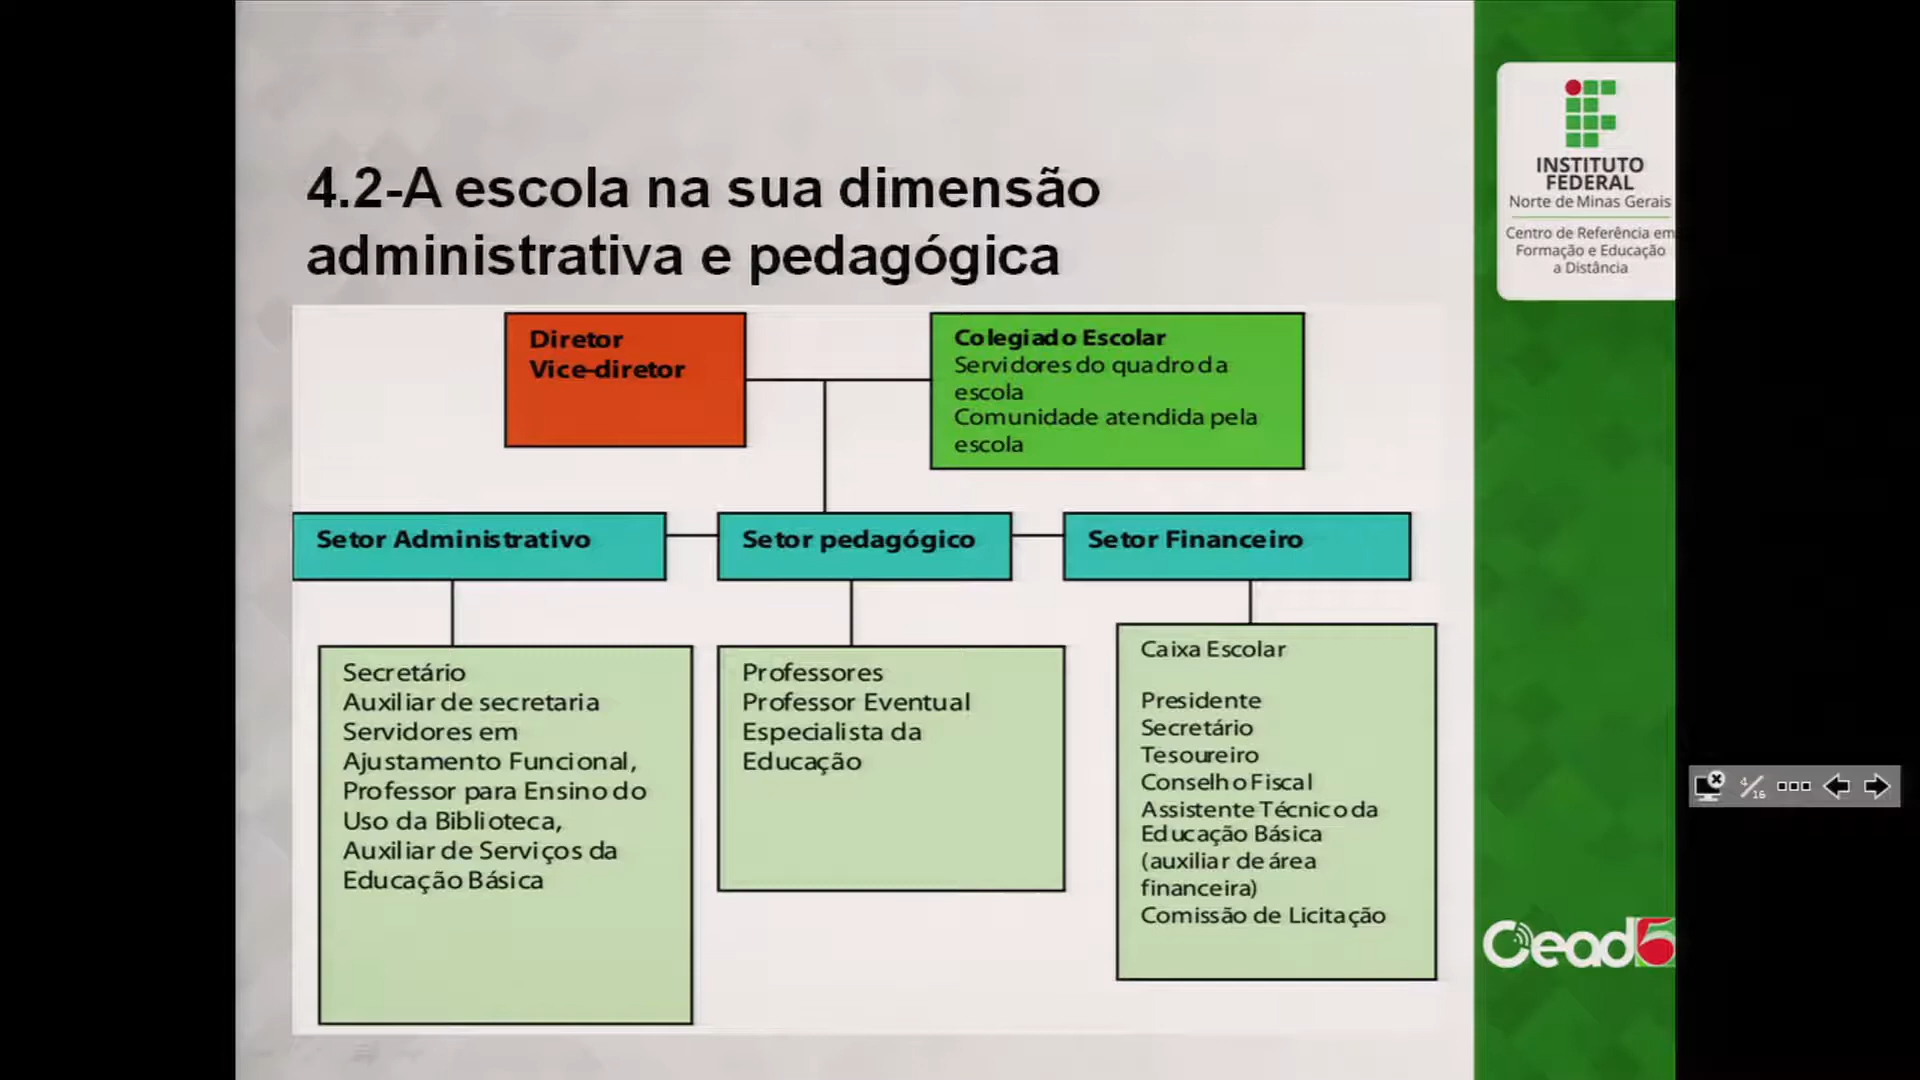 4.2-A escola na sua dimensão
administrativa e pedagógica
Diretor
Vice-diretor
Colegiado Escolar
Servidores do quadro da
escola
Comunidade atendida pela
escola
Setor Administrativo
Setor pedagógico
Setor Financeiro
Secretário
Auxiliar de secretaria
Servidores em
Ajustamento Funcional,
Professor para Ensino do
Uso da Biblioteca,
Auxiliar de Serviços da
Educação Básica
Professores
Professor Eventual
Especialista da
Educação
Caixa Escolar
Presidente
Secretário
Tesoureiro
Conselho Fiscal
Assistente Técnico da
Educação Básica
(auxiliar de área
financeira)
Comissão de Licitação
INSTITUTO
FEDERAL
Norte de Minas Gerais
Centro de Referência em
Formação e Educação
a Distância
4/16
Cead5